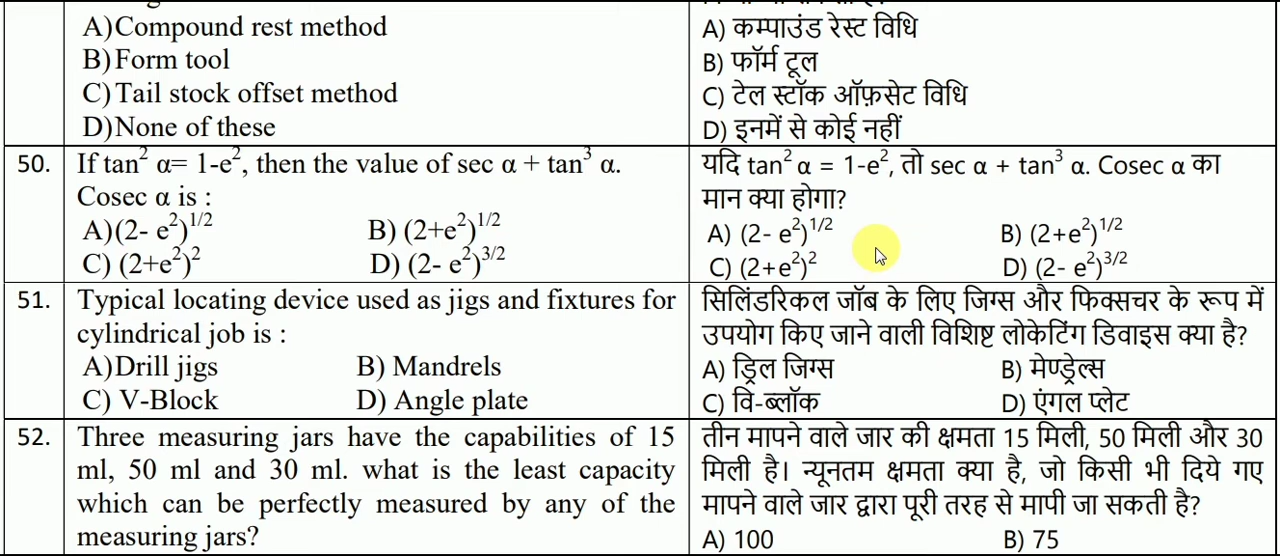 A)Compound rest method
B)Form tool
C)Tail stock offset method
D)None of these
A) कम्पाउंड रेस्ट विधि
B) फॉर्म टूल
C) टेल स्टॉक ऑफ़सेट विधि
D) इनमें से कोई नहीं
50.
If tan² α= 1-e², then the value of sec α + tan³ α.
Cosec α is :
A)(2- e²)^1/2 B) (2+e²)^1/2
C) (2+e²)² D) (2- e²)^3/2
यदि tan² α = 1-e², तो sec α + tan³ α. Cosec α का
मान क्या होगा?
A) (2- e²)^1/2 B) (2+e²)^1/2
C) (2+e²)² D) (2- e²)^3/2
51.
Typical locating device used as jigs and fixtures for
cylindrical job is :
A)Drill jigs B) Mandrels
C) V-Block D) Angle plate
सिलिंडरिकल जॉब के लिए जिग्स और फिक्सचर के रूप में
उपयोग किए जाने वाली विशिष्ट लोकेटिंग डिवाइस क्या है?
A) ड्रिल जिग्स B) मेण्ड्रेल्स
C) वि-ब्लॉक D) एंगल प्लेट
52.
Three measuring jars have the capabilities of 15
ml, 50 ml and 30 ml. what is the least capacity
which can be perfectly measured by any of the
measuring jars?
तीन मापने वाले जार की क्षमता 15 मिली, 50 मिली और 30
मिली है। न्यूनतम क्षमता क्या है, जो किसी भी दिये गए
मापने वाले जार द्वारा पूरी तरह से मापी जा सकती है?
A) 100 B) 75